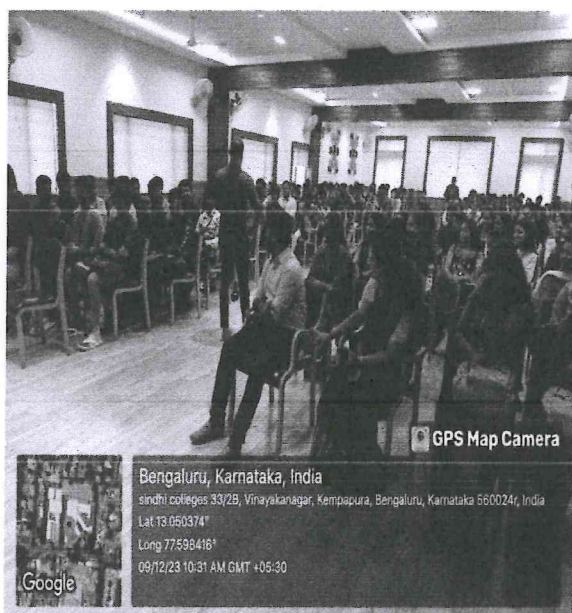 GPS Map Camera
Bengaluru, Karnataka, India
sindhi colleges 33/2B, Vinayakanagar, Kempapura, Bengaluru, Karnataka 560024r, India
Lat 13.050374°
Long 77.598416°
09/12/23 10:31 AM GMT +05:30
Google